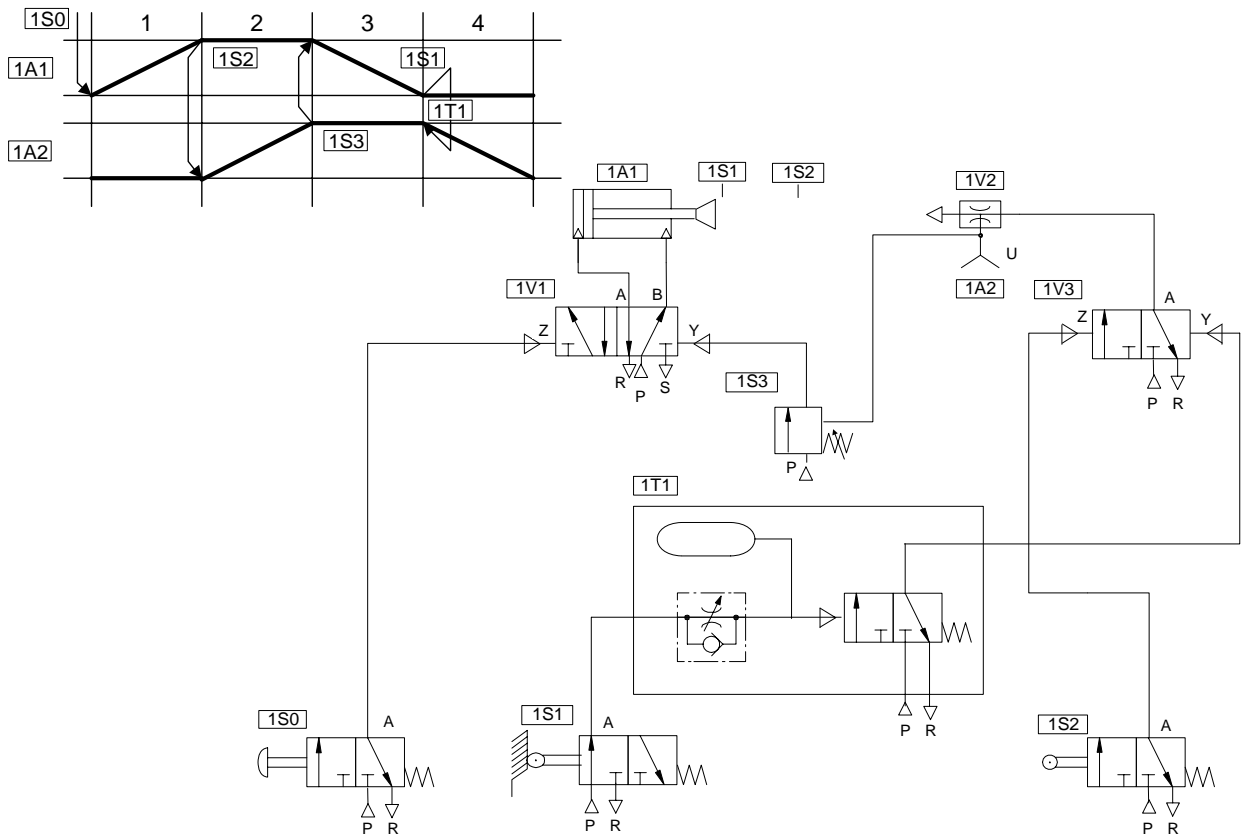 1S0 1 2 3 4
1A1 1S2 1S1
1T1
1A2 1S3
1A1 1S1 1S2 1V2
U
1V1 A B 1A2 1V3 A
Z Y Z Y
R P S 1S3 P R
P
1T1
1S0 A 1S1 A P R 1S2 A
P R P R P R